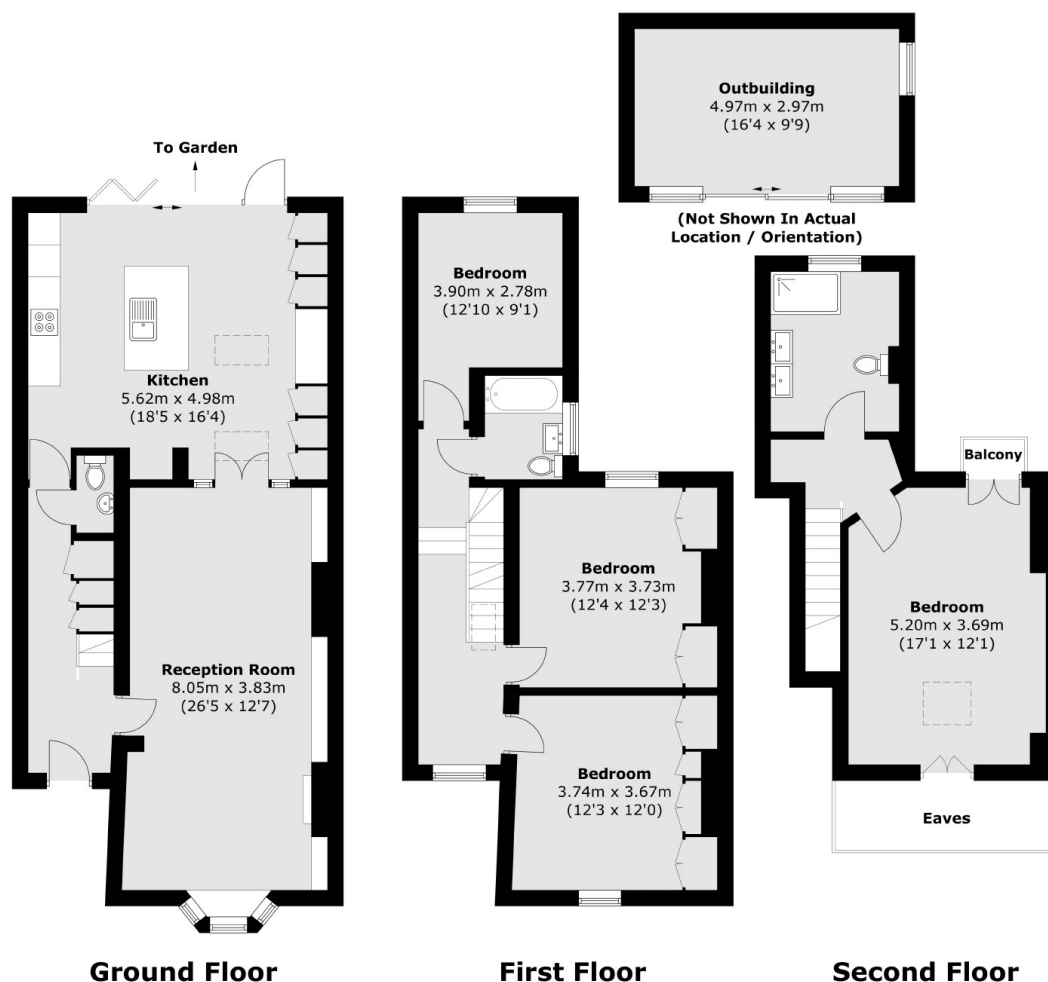 Outbuilding
4.97m x 2.97m
(16'4 x 9'9)
(Not Shown In Actual
Location / Orientation)
To Garden
Kitchen
5.62m x 4.98m
(18'5 x 16'4)
Reception Room
8.05m x 3.83m
(26'5 x 12'7)
Ground Floor
Bedroom
3.90m x 2.78m
(12'10 x 9'1)
Bedroom
3.77m x 3.73m
(12'4 x 12'3)
Bedroom
3.74m x 3.67m
(12'3 x 12'0)
First Floor
Balcony
Bedroom
5.20m x 3.69m
(17'1 x 12'1)
Eaves
Second Floor